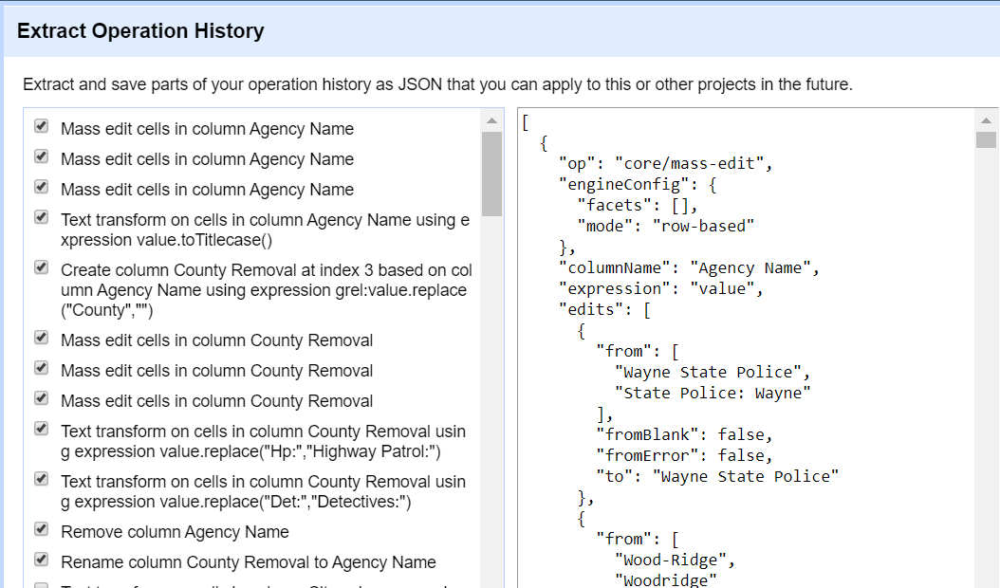 Extract Operation History
Extract and save parts of your operation history as JSON that you can apply to this or other projects in the future.
Mass edit cells in column Agency Name
Mass edit cells in column Agency Name
Mass edit cells in column Agency Name
Text transform on cells in column Agency Name using e
xpression value.toTitlecase()
Create column County Removal at index 3 based on col
umn Agency Name using expression grel:value.replace
("County","")
Mass edit cells in column County Removal
Mass edit cells in column County Removal
Mass edit cells in column County Removal
Text transform on cells in column County Removal usin
g expression value.replace("Hp:","Highway Patrol:")
Text transform on cells in column County Removal usin
g expression value.replace("Det:","Detectives:")
Remove column Agency Name
Rename column County Removal to Agency Name
[
{
"op": "core/mass-edit",
"engineConfig": {
"facets": [],
"mode": "row-based"
},
"columnName": "Agency Name",
"expression": "value",
"edits": [
{
"from": [
"Wayne State Police",
"State Police: Wayne"
],
"fromBlank": false,
"fromError": false,
"to": "Wayne State Police"
},
{
"from": [
"Wood-Ridge",
"Woodridge"